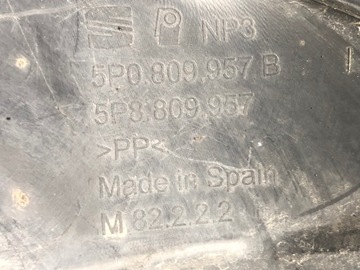 NP3
5P0.809.957 B
5P8.809.957
>PP<
Made in Spain
M 82.2.2.2